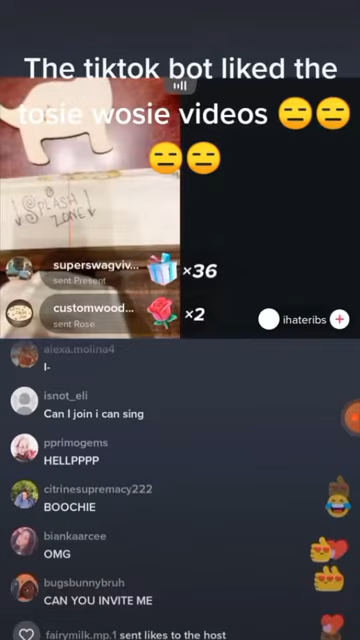 The tiktok bot liked the
tosie wosie videos 😑😑
😑😑
↓ SPLASH ↓
ZONE
superswagviv...
sent Present
×36
customwood...
sent Rose
×2
ihateribs +
alexa.molina4
I-
isnot_eli
Can I join i can sing
pprimogems
HELLPPPP
citrinesupremacy222
BOOCHIE
biankaarcee
OMG
bugsbunnybruh
CAN YOU INVITE ME
fairymilk.mp.1 sent likes to the host